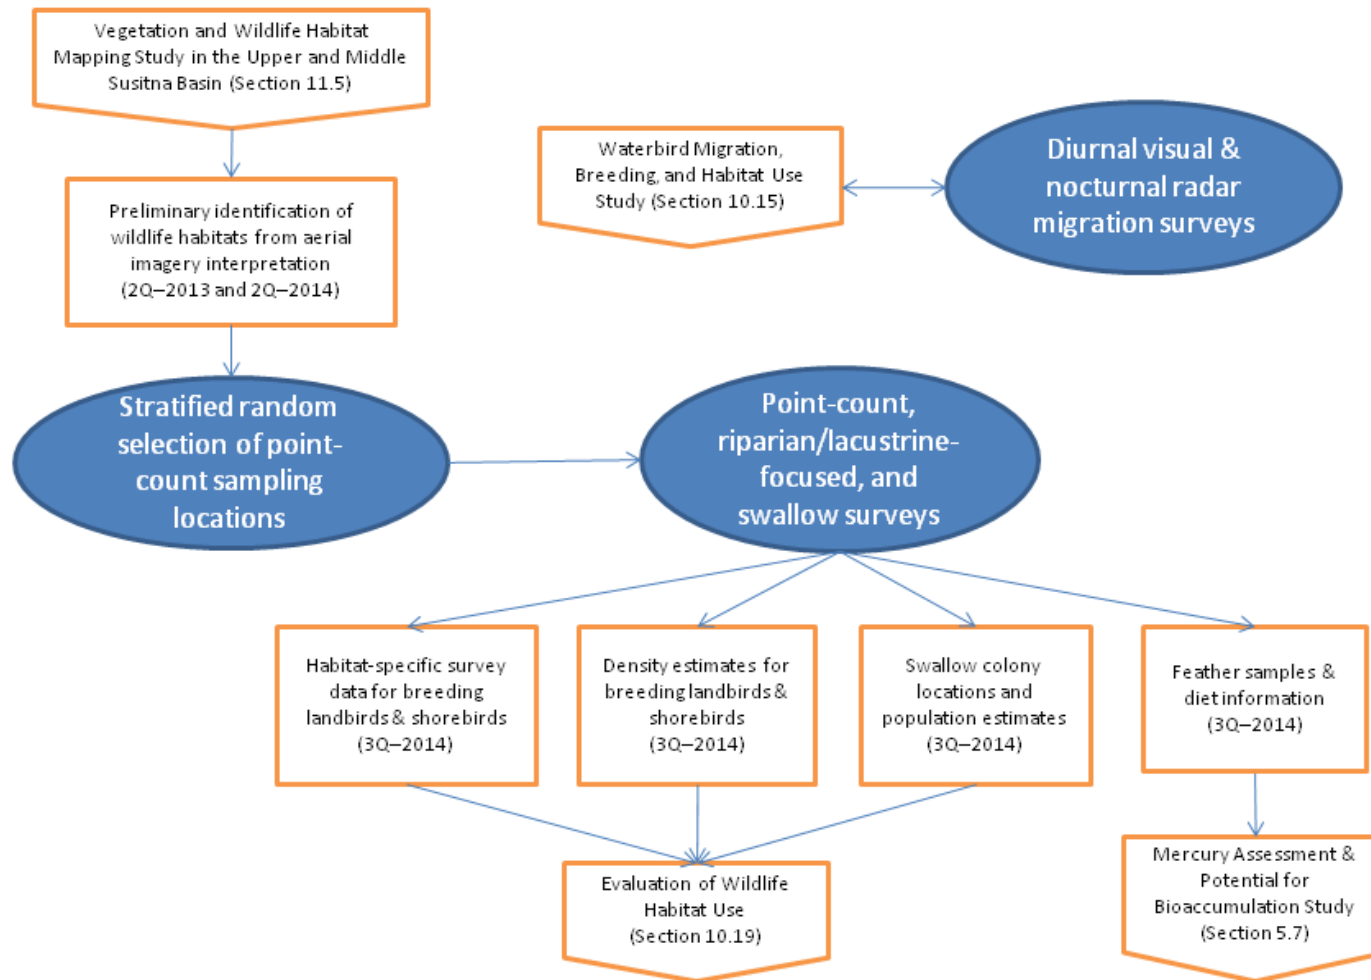 Vegetation and Wildlife Habitat
Mapping Study in the Upper and Middle
Susitna Basin (Section 11.5)
Waterbird Migration,
Breeding, and Habitat Use
Study (Section 10.15)
Diurnal visual &
nocturnal radar
migration surveys
Preliminary identification of
wildlife habitats from aerial
imagery interpretation
(2Q–2013 and 2Q–2014)
Stratified random
selection of point-
count sampling
locations
Point-count,
riparian/lacustrine-
focused, and
swallow surveys
Habitat-specific survey
data for breeding
landbirds & shorebirds
(3Q–2014)
Density estimates for
breeding landbirds &
shorebirds
(3Q–2014)
Swallow colony
locations and
population estimates
(3Q–2014)
Feather samples &
diet information
(3Q–2014)
Evaluation of Wildlife
Habitat Use
(Section 10.19)
Mercury Assessment &
Potential for
Bioaccumulation Study
(Section 5.7)